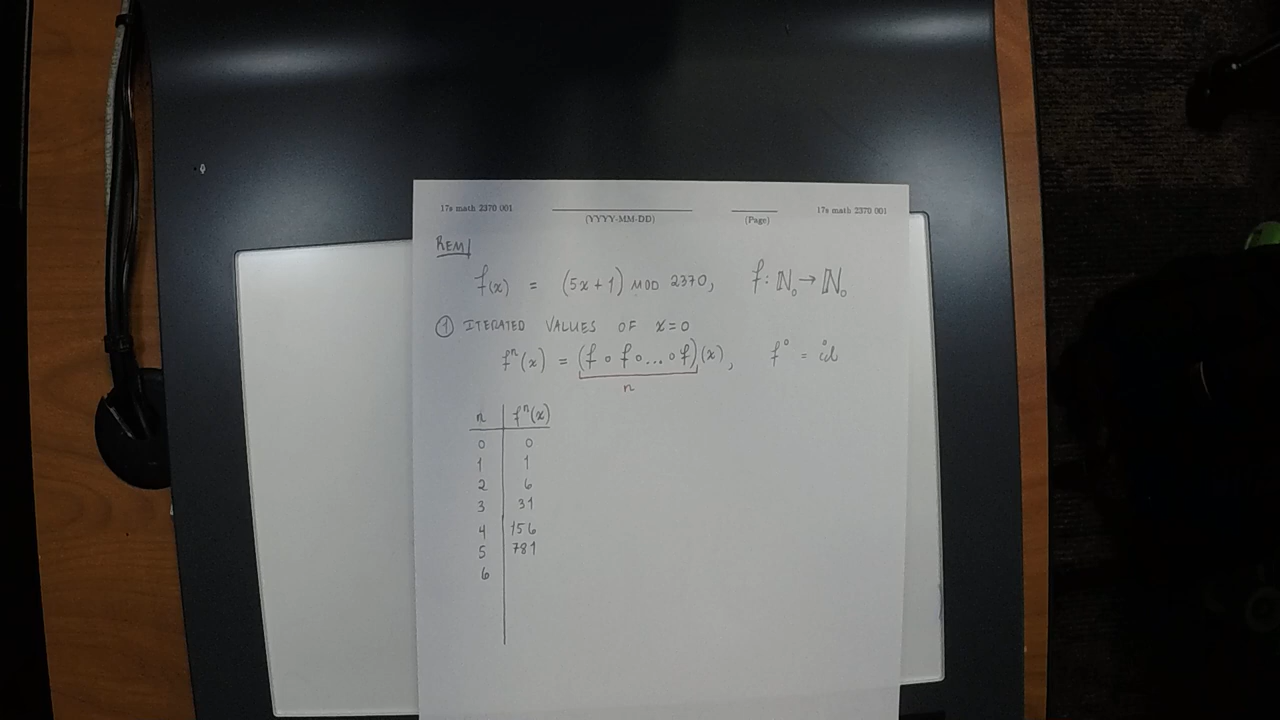 17s math 2370 001 (YYYY-MM-DD) (Page) 17s math 2370 001
REM
f(x) = (5x+1) MOD 2370, f: ℕ₀ → ℕ₀
① ITERATED VALUES OF x=0
fⁿ(x) = (f∘f∘...∘f)(x), f⁰ = id
n
n fⁿ(x)
0 0
1 1
2 6
3 31
4 156
5 781
6